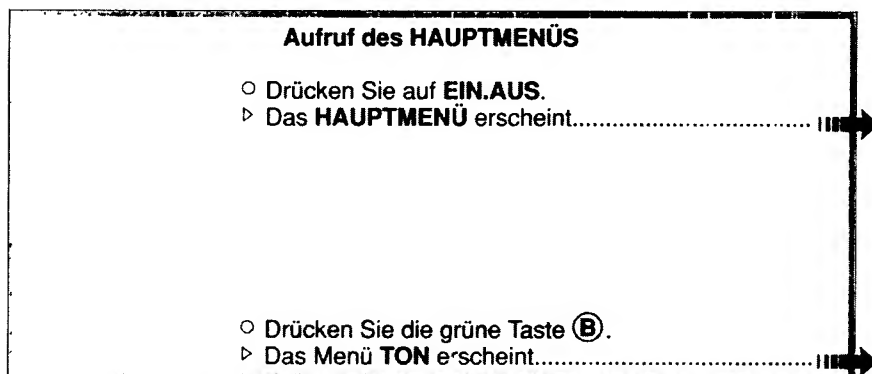 Aufruf des HAUPTMENÜS
○ Drücken Sie auf EIN.AUS.
▷ Das HAUPTMENÜ erscheint..........................................
○ Drücken Sie die grüne Taste Ⓑ.
▷ Das Menü TON erscheint................................................